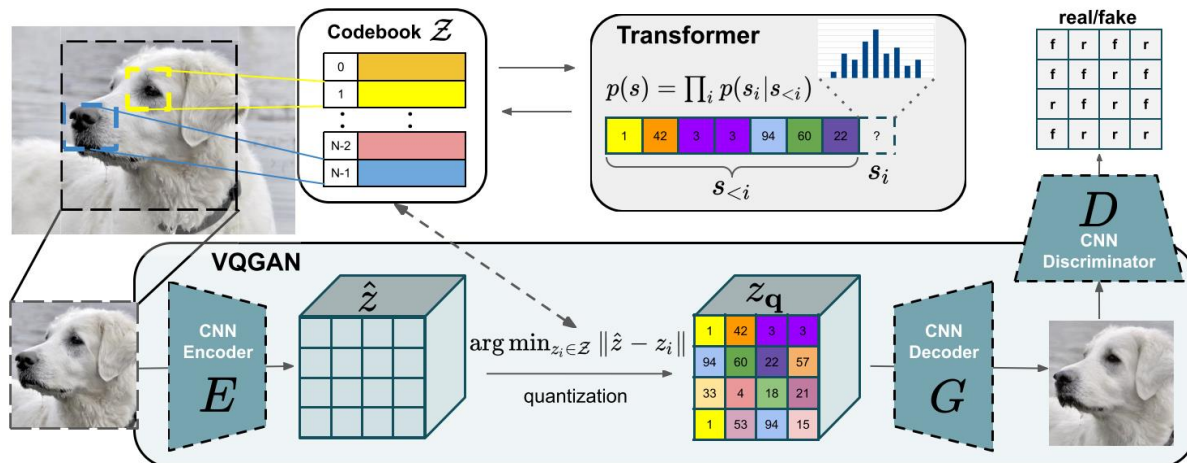 Codebook 𝒵
0
1
⋮ ⋮
N-2
N-1
Transformer
p(s) = ∏ᵢ p(sᵢ|s<ᵢ)
1 42 3 3 94 60 22 ?
s<ᵢ
sᵢ
real/fake
f r f r
f f r r
r f r f
f r r r
D
CNN
Discriminator
VQGAN
CNN
Encoder
E
ẑ
arg min_{zᵢ∈𝒵} ‖ẑ − zᵢ‖
quantization
z_q
1 42 3 3
94 60 22 57
33 4 18 21
1 53 94 15
CNN
Decoder
G